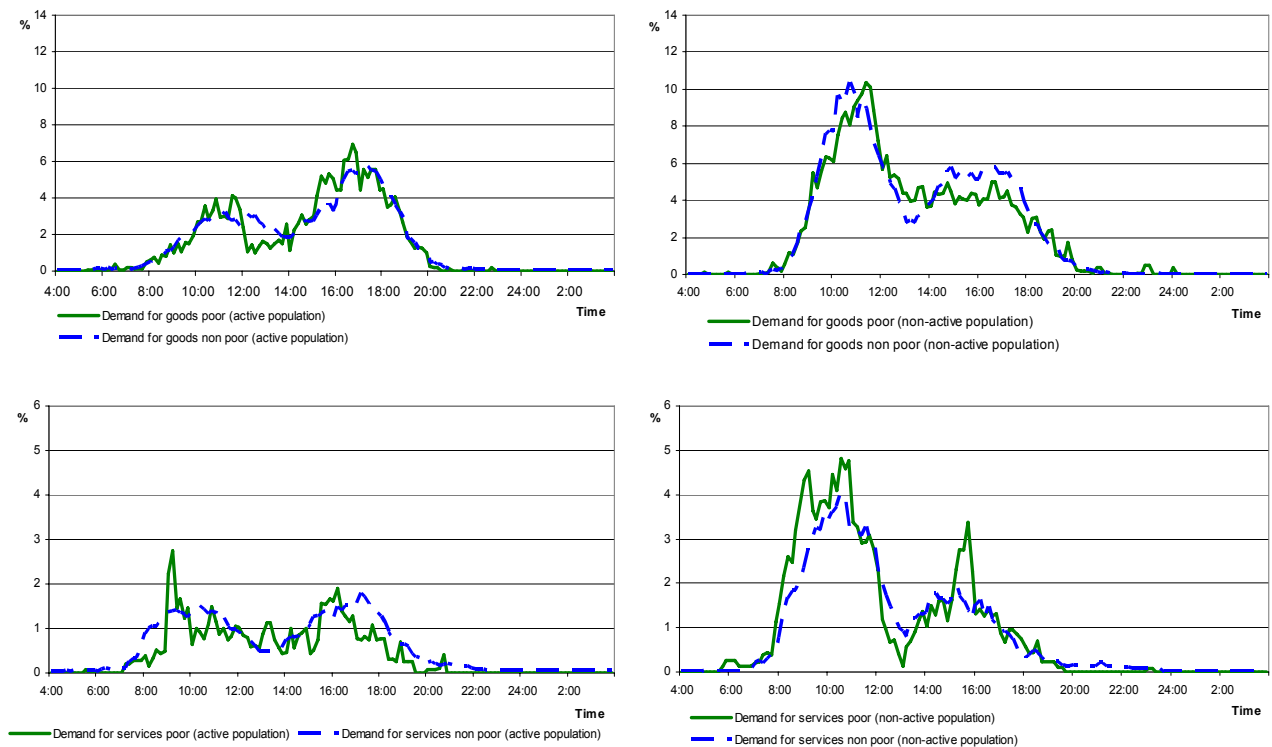 %
14
12
10
8
6
4
2
0
4:00 6:00 8:00 10:00 12:00 14:00 16:00 18:00 20:00 22:00 24:00 2:00
Time
Demand for goods poor (active population)
Demand for goods non poor (active population)
%
14
12
10
8
6
4
2
0
4:00 6:00 8:00 10:00 12:00 14:00 16:00 18:00 20:00 22:00 24:00 2:00
Time
Demand for goods poor (non-active population)
Demand for goods non poor (non-active population)
%
6
5
4
3
2
1
0
4:00 6:00 8:00 10:00 12:00 14:00 16:00 18:00 20:00 22:00 24:00 2:00
Time
Demand for services poor (active population) Demand for services non poor (active population)
%
6
5
4
3
2
1
0
4:00 6:00 8:00 10:00 12:00 14:00 16:00 18:00 20:00 22:00 24:00 2:00
Time
Demand for services poor (non-active population)
Demand for services non poor (non-active population)